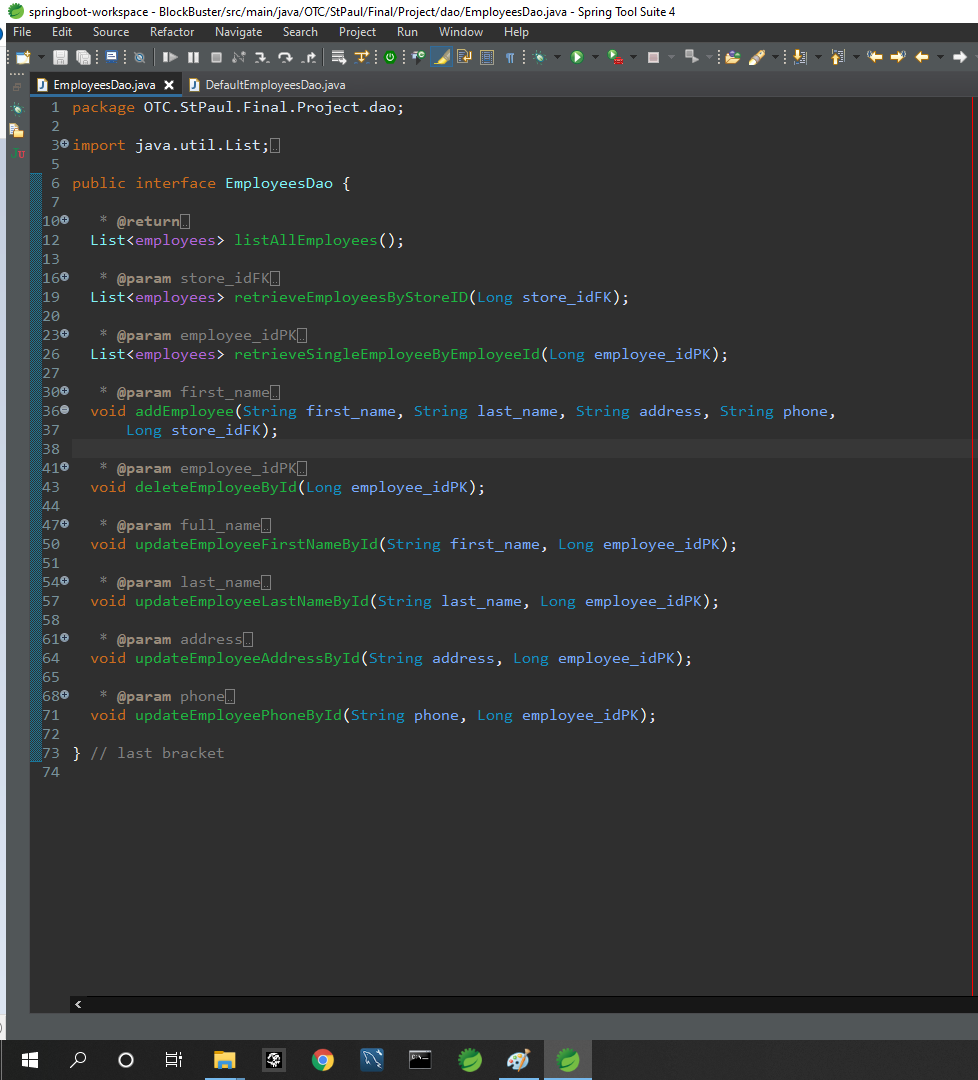 springboot-workspace - BlockBuster/src/main/java/OTC/StPaul/Final/Project/dao/EmployeesDao.java - Spring Tool Suite 4
File Edit Source Refactor Navigate Search Project Run Window Help
EmployeesDao.java DefaultEmployeesDao.java
1 package OTC.StPaul.Final.Project.dao;
2
3 import java.util.List;
5
6 public interface EmployeesDao {
7
10 * @return
12 List<employees> listAllEmployees();
13
16 * @param store_idFK
19 List<employees> retrieveEmployeesByStoreID(Long store_idFK);
20
23 * @param employee_idPK
26 List<employees> retrieveSingleEmployeeByEmployeeId(Long employee_idPK);
27
30 * @param first_name
36 void addEmployee(String first_name, String last_name, String address, String phone,
37 Long store_idFK);
38
41 * @param employee_idPK
43 void deleteEmployeeById(Long employee_idPK);
44
47 * @param full_name
50 void updateEmployeeFirstNameById(String first_name, Long employee_idPK);
51
54 * @param last_name
57 void updateEmployeeLastNameById(String last_name, Long employee_idPK);
58
61 * @param address
64 void updateEmployeeAddressById(String address, Long employee_idPK);
65
68 * @param phone
71 void updateEmployeePhoneById(String phone, Long employee_idPK);
72
73 } // last bracket
74